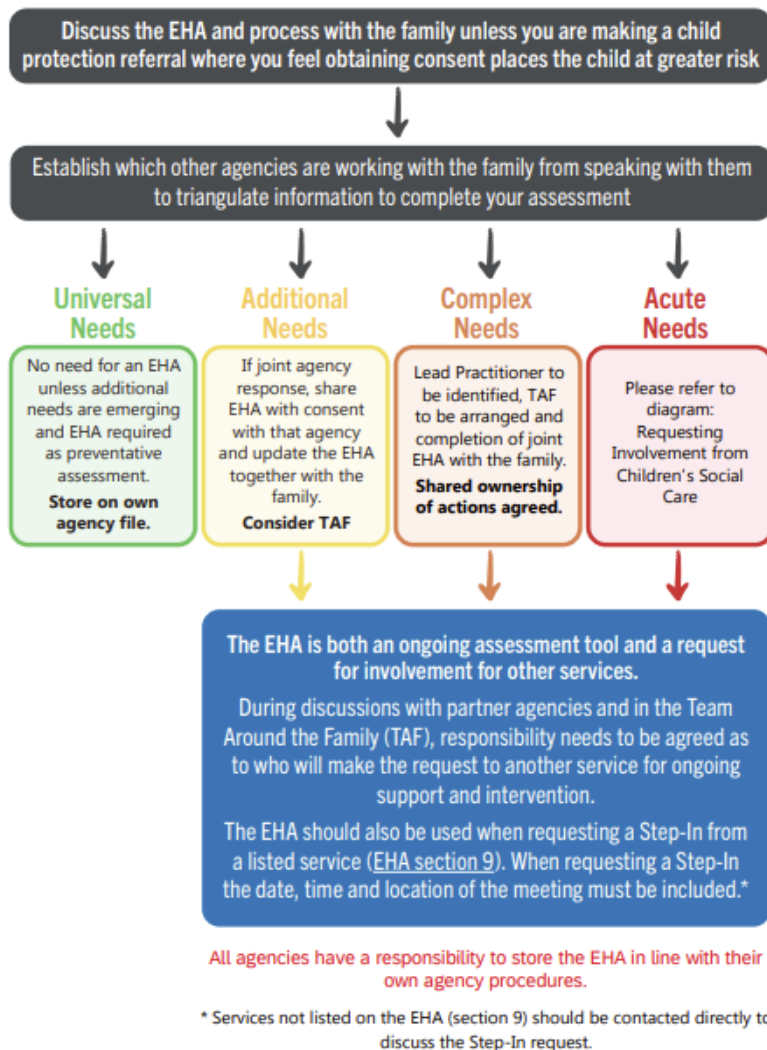 Discuss the EHA and process with the family unless you are making a child
protection referral where you feel obtaining consent places the child at greater risk
Establish which other agencies are working with the family from speaking with them
to triangulate information to complete your assessment
Universal
Needs
No need for an EHA
unless additional
needs are emerging
and EHA required
as preventative
assessment.
Store on own
agency file.
Additional
Needs
If joint agency
response, share
EHA with consent
with that agency
and update the EHA
together with the
family.
Consider TAF
Complex
Needs
Lead Practitioner to
be identified, TAF
to be arranged and
completion of joint
EHA with the family.
Shared ownership
of actions agreed.
Acute
Needs
Please refer to
diagram:
Requesting
Involvement from
Children's Social
Care
The EHA is both an ongoing assessment tool and a request
for involvement for other services.
During discussions with partner agencies and in the Team
Around the Family (TAF), responsibility needs to be agreed as
to who will make the request to another service for ongoing
support and intervention.
The EHA should also be used when requesting a Step-In from
a listed service (EHA section 9). When requesting a Step-In
the date, time and location of the meeting must be included.*
All agencies have a responsibility to store the EHA in line with their
own agency procedures.
* Services not listed on the EHA (section 9) should be contacted directly to
discuss the Step-In request.